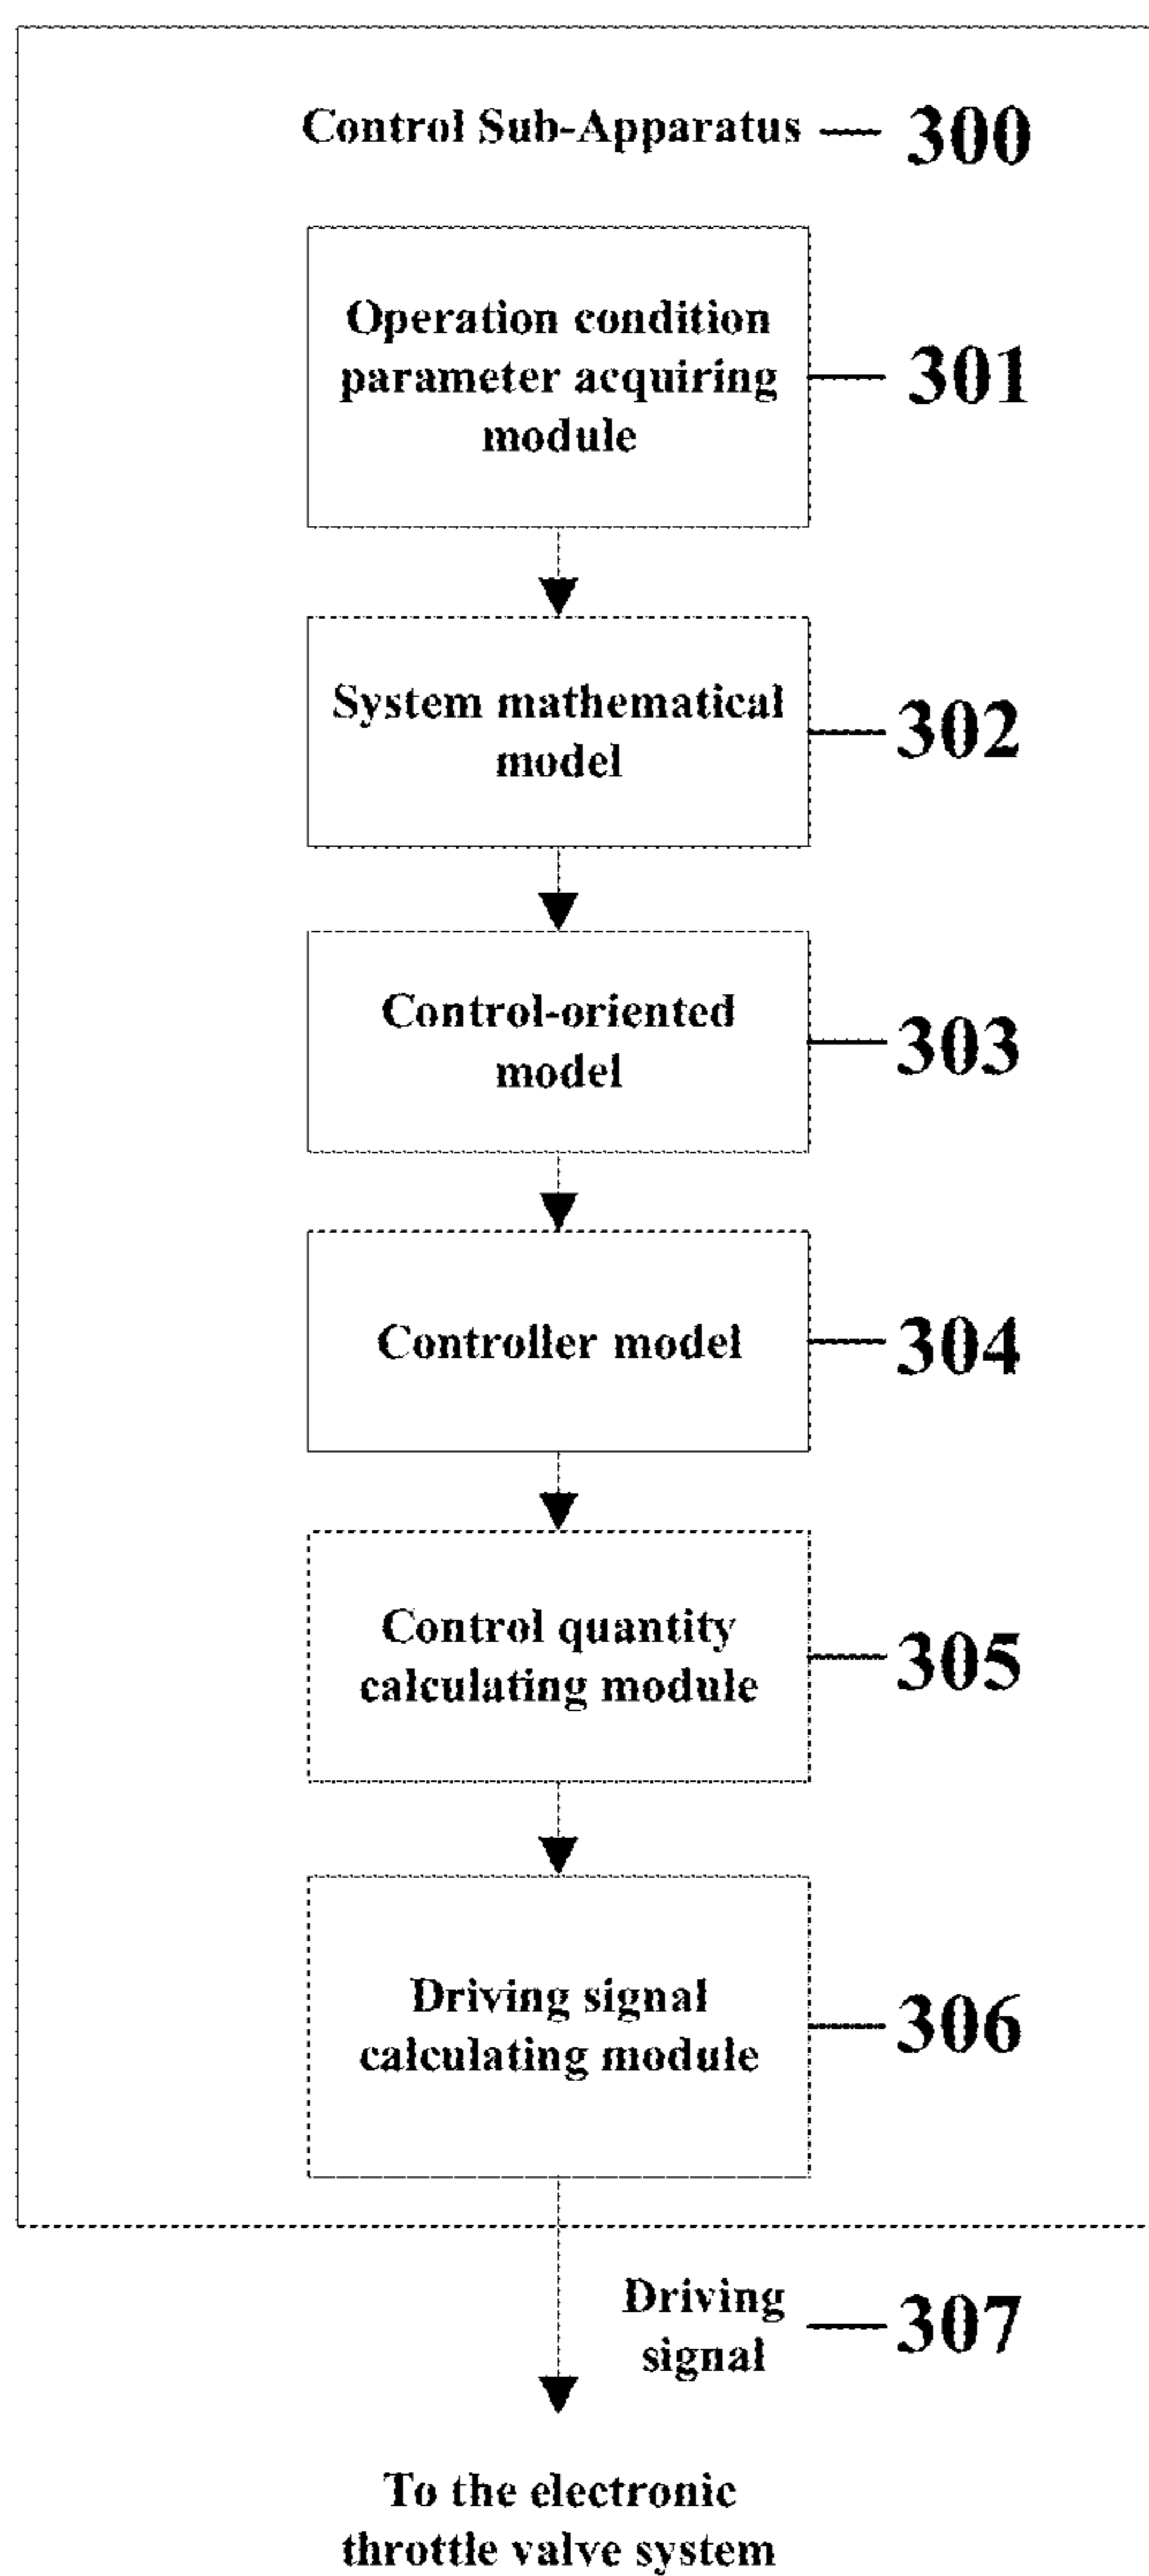 Control Sub-Apparatus 300
Operation condition
parameter acquiring
module
301
System mathematical
model
302
Control-oriented
model
303
Controller model
304
Control quantity
calculating module
305
Driving signal
calculating module
306
Driving
signal
307
To the electronic
throttle valve system